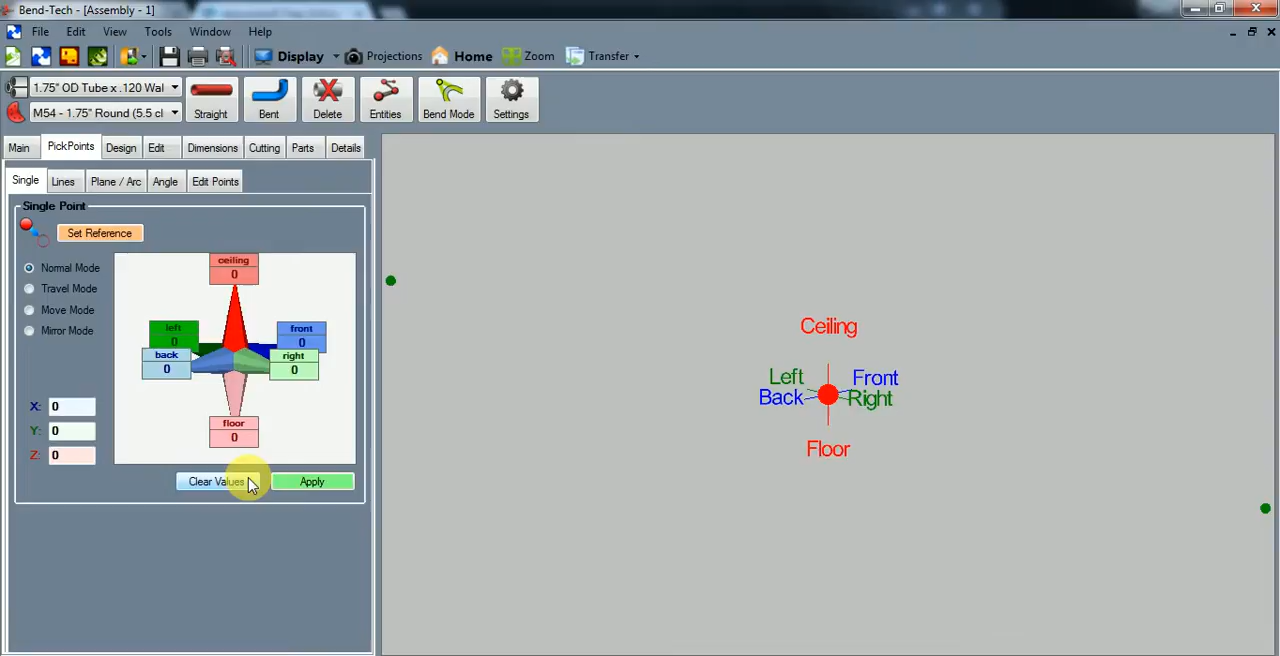 Bend-Tech - [Assembly - 1]
File Edit View Tools Window Help
Display Projections Home Zoom Transfer
1.75" OD Tube x .120 Wal
M54 - 1.75" Round (5.5 cl
Straight Bent Delete Entities Bend Mode Settings
Main PickPoints Design Edit Dimensions Cutting Parts Details
Single Lines Plane / Arc Angle Edit Points
Single Point
Set Reference
Normal Mode
Travel Mode
Move Mode
Mirror Mode
ceiling
0
left
0
front
0
back
0
right
0
floor
0
X: 0
Y: 0
Z: 0
Clear Values Apply
Ceiling
Left Front
Back Right
Floor